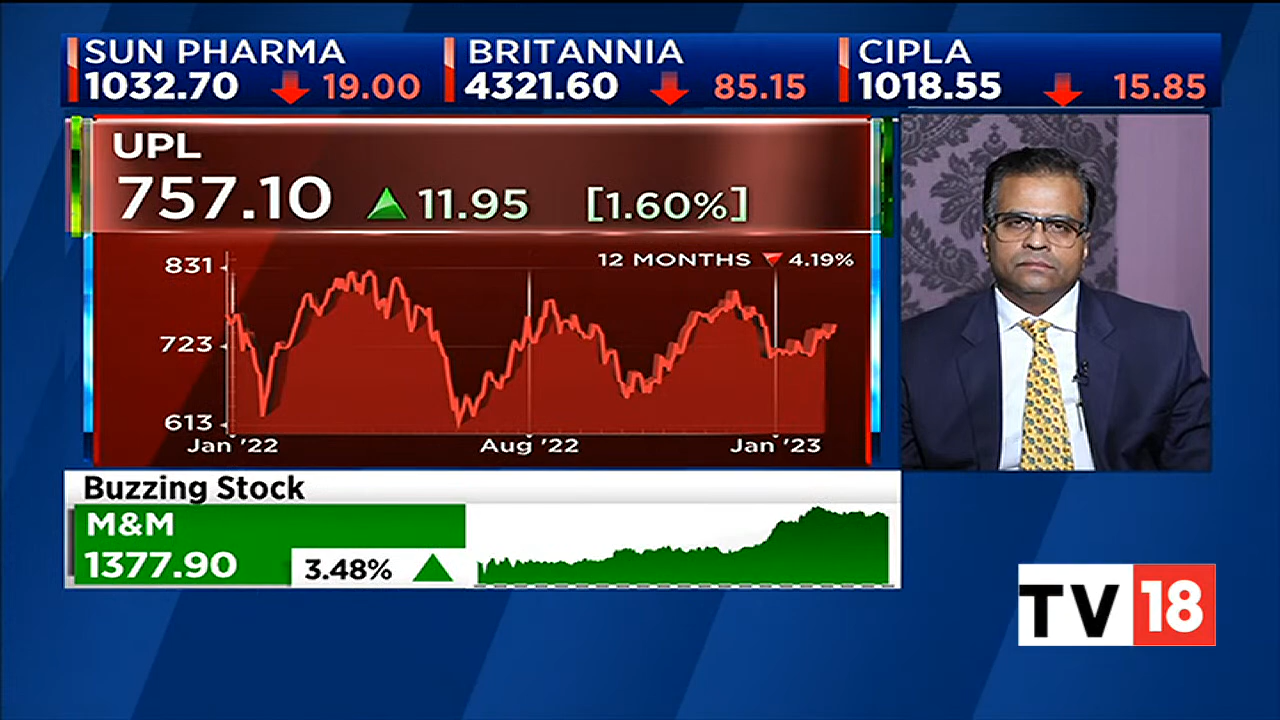 SUN PHARMA
1032.70 19.00
BRITANNIA
4321.60 85.15
CIPLA
1018.55 15.85
UPL
757.10 11.95 [1.60%]
12 MONTHS 4.19%
831
723
613
Jan '22 Aug '22 Jan '23
Buzzing Stock
M&M
1377.90 3.48%
TV18